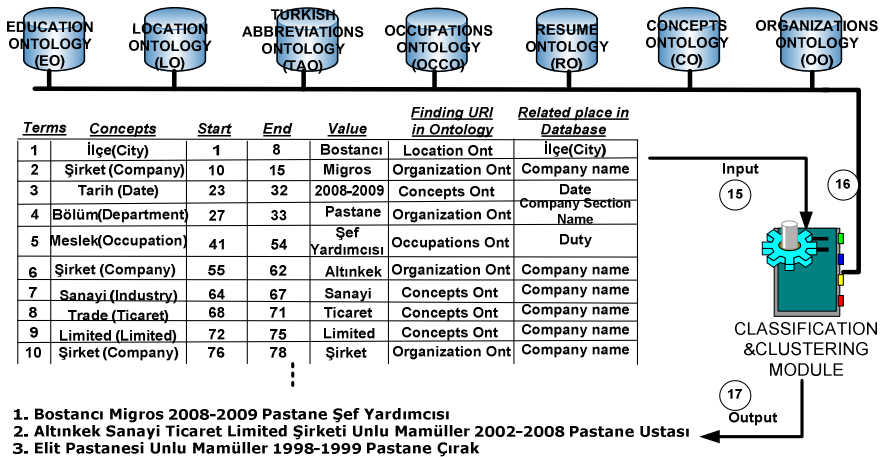 EDUCATION ONTOLOGY (EO)
LOCATION ONTOLOGY (LO)
TURKISH ABBREVIATIONS ONTOLOGY (TAO)
OCCUPATIONS ONTOLOGY (OCCO)
RESUME ONTOLOGY (RO)
CONCEPTS ONTOLOGY (CO)
ORGANIZATIONS ONTOLOGY (OO)
Terms Concepts Start End Value Finding URI in Ontology Related place in Database
1 İlçe(City) 1 8 Bostancı Location Ont İlçe(City)
2 Şirket (Company) 10 15 Migros Organization Ont Company name
3 Tarih (Date) 23 32 2008-2009 Concepts Ont Date
4 Bölüm(Department) 27 33 Pastane Organization Ont Company Section Name
5 Meslek(Occupation) 41 54 Şef Yardımcısı Occupations Ont Duty
6 Şirket (Company) 55 62 Altınkek Organization Ont Company name
7 Sanayi (Industry) 64 67 Sanayi Concepts Ont Company name
8 Trade (Ticaret) 68 71 Ticaret Concepts Ont Company name
9 Limited (Limited) 72 75 Limited Concepts Ont Company name
10 Şirket (Company) 76 78 Şirket Organization Ont Company name
Input
15
16
CLASSIFICATION
&CLUSTERING
MODULE
17
Output
1. Bostancı Migros 2008-2009 Pastane Şef Yardımcısı
2. Altınkek Sanayi Ticaret Limited Şirketi Unlu Mamüller 2002–2008 Pastane Ustası
3. Elit Pastanesi Unlu Mamüller 1998-1999 Pastane Çırak